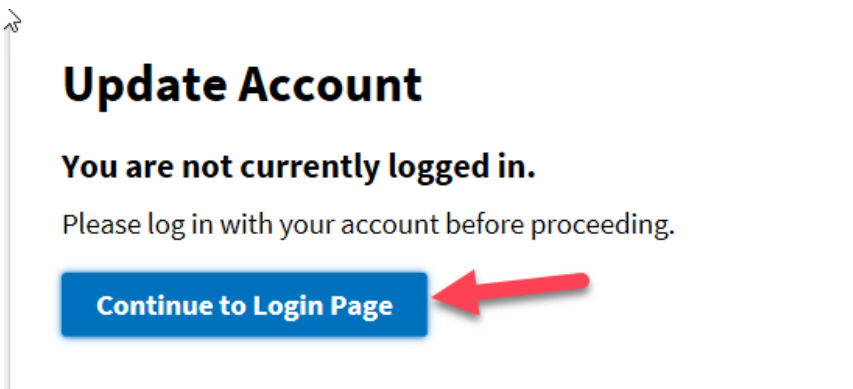 Update Account
You are not currently logged in.
Please log in with your account before proceeding.
Continue to Login Page